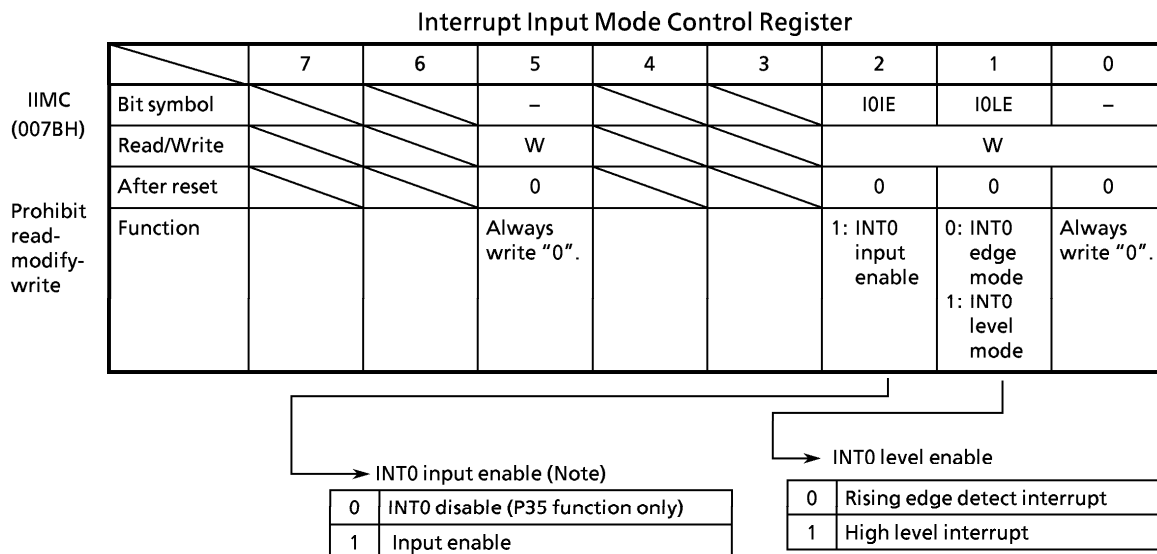 Interrupt Input Mode Control Register
7 6 5 4 3 2 1 0
IIMC
(007BH)
Bit symbol – I0IE I0LE –
Read/Write W W
After reset 0 0 0 0
Prohibit
read-
modify-
write
Function
Always
write "0".
1: INT0
input
enable
0: INT0
edge
mode
1: INT0
level
mode
Always
write "0".
INT0 input enable (Note)
0 INT0 disable (P35 function only)
1 Input enable
INT0 level enable
0 Rising edge detect interrupt
1 High level interrupt